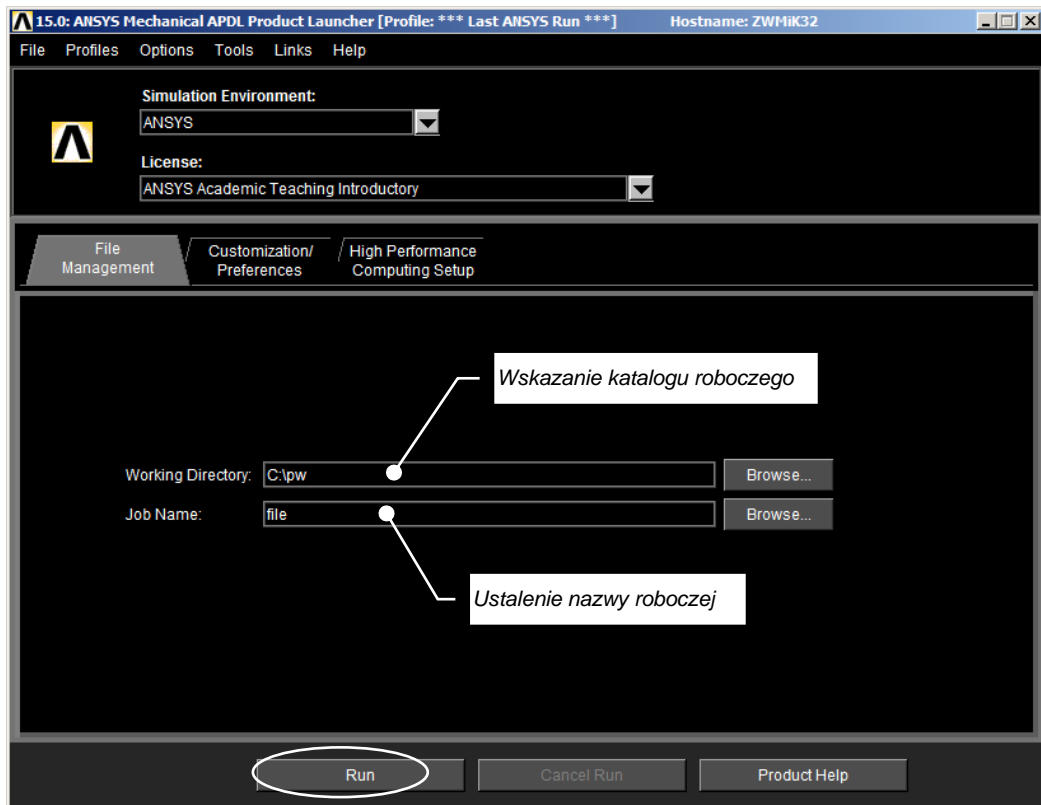 15.0: ANSYS Mechanical APDL Product Launcher [Profile: *** Last ANSYS Run ***] Hostname: ZWMiK32
File Profiles Options Tools Links Help
Simulation Environment:
ANSYS
License:
ANSYS Academic Teaching Introductory
File
Management
Customization/
Preferences
High Performance
Computing Setup
Wskazanie katalogu roboczego
Working Directory: C:\pw Browse...
Job Name: file Browse...
Ustalenie nazwy roboczej
Run Cancel Run Product Help